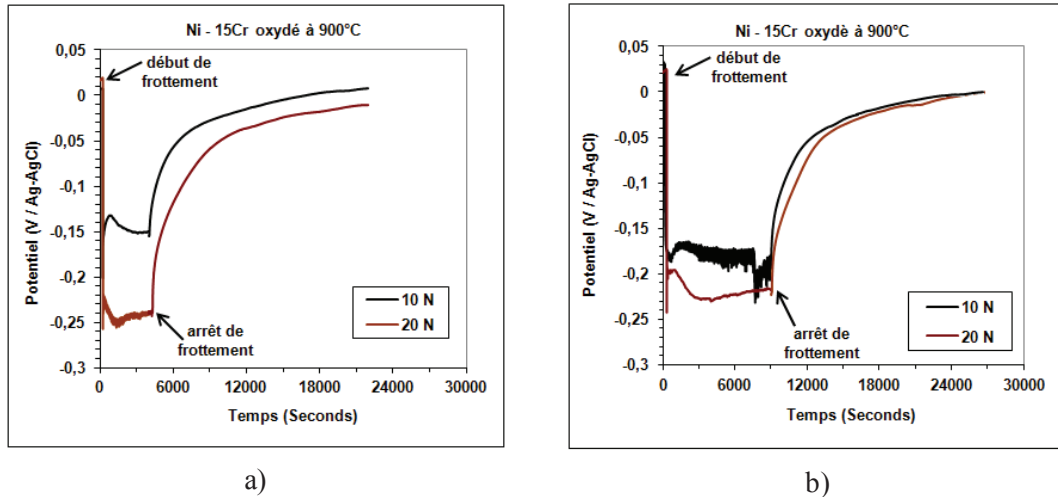 Ni - 15Cr oxydé à 900°C
0,05
0
-0,05
-0,1
-0,15
-0,2
-0,25
-0,3
Potentiel (V / Ag-AgCl)
début de
frottement
arrêt de
frottement
10 N
20 N
0 6000 12000 18000 24000 30000
Temps (Seconds)
a)
Ni - 15Cr oxydè à 900°C
0,05
0
-0,05
-0,1
-0,15
-0,2
-0,25
-0,3
Potentiel (V / Ag-AgCl)
début de
frottement
arrêt de
frottement
10 N
20 N
0 6000 12000 18000 24000 30000
Temps (Seconds)
b)